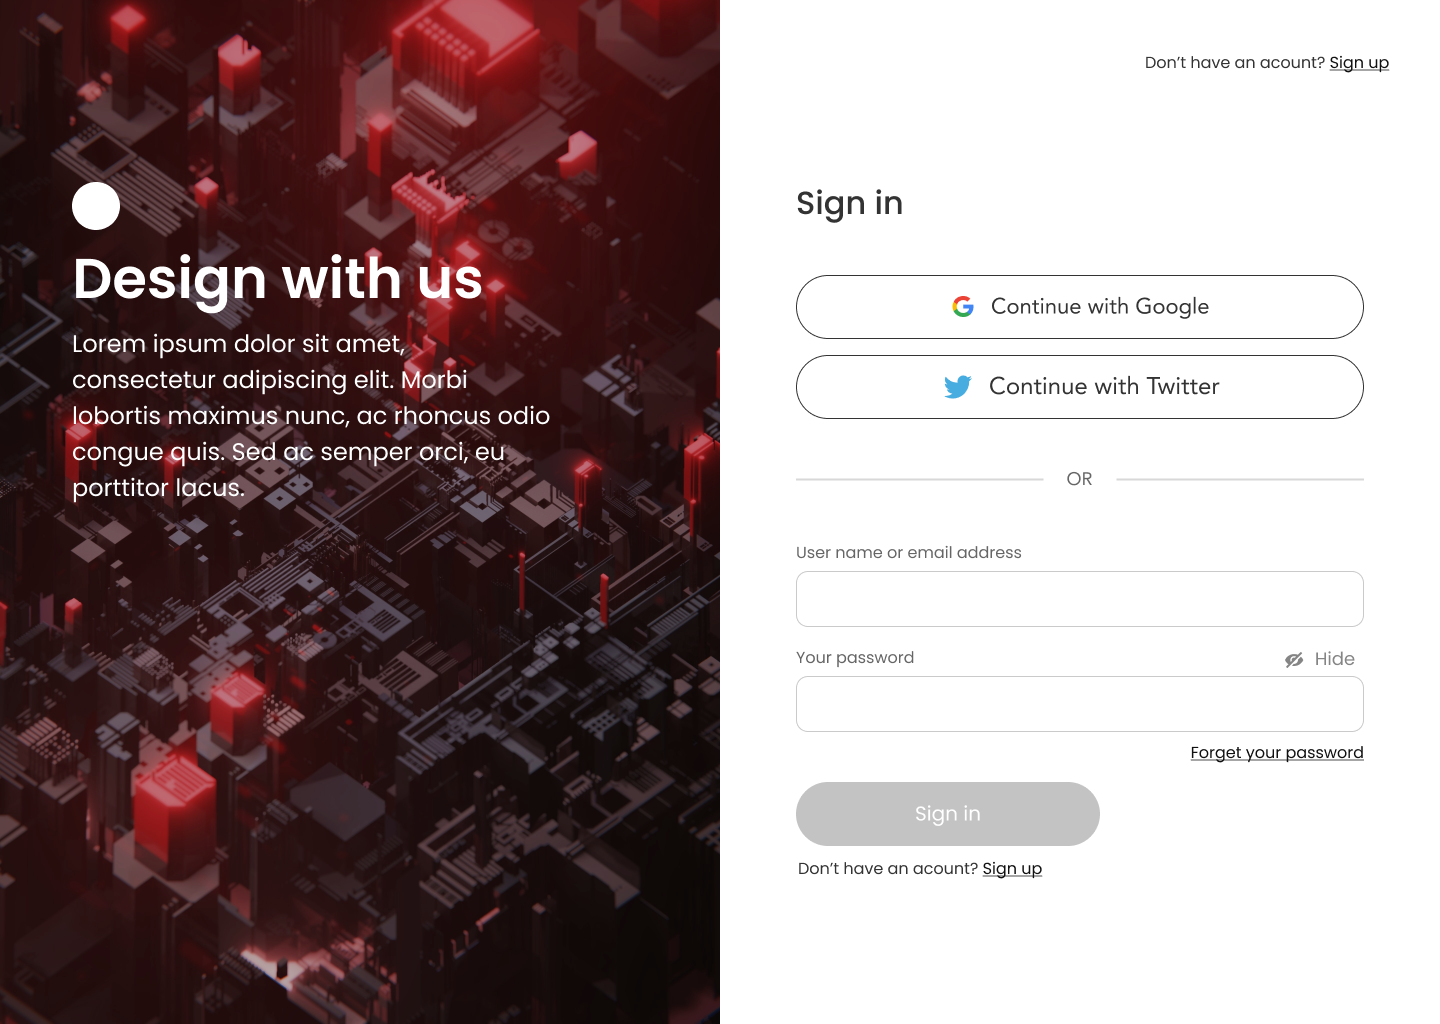 Design with us
Lorem ipsum dolor sit amet,
consectetur adipiscing elit. Morbi
lobortis maximus nunc, ac rhoncus odio
congue quis. Sed ac semper orci, eu
porttitor lacus.
Don’t have an acount? Sign up
Sign in
Continue with Google
Continue with Twitter
OR
User name or email address
Your password
Hide
Forget your password
Sign in
Don’t have an acount? Sign up